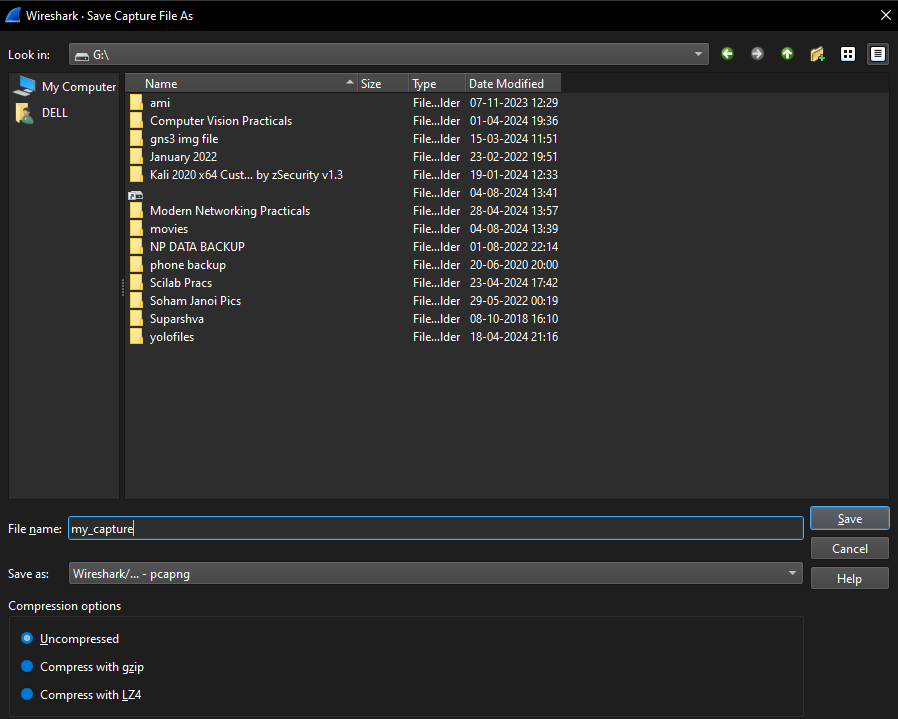 Wireshark · Save Capture File As
Look in: G:\
My Computer
DELL
Name Size Type Date Modified
ami File...lder 07-11-2023 12:29
Computer Vision Practicals File...lder 01-04-2024 19:36
gns3 img file File...lder 15-03-2024 11:51
January 2022 File...lder 23-02-2022 19:51
Kali 2020 x64 Cust... by zSecurity v1.3 File...lder 19-01-2024 12:33
File...lder 04-08-2024 13:41
Modern Networking Practicals File...lder 28-04-2024 13:57
movies File...lder 04-08-2024 13:39
NP DATA BACKUP File...lder 01-08-2022 22:14
phone backup File...lder 20-06-2020 20:00
Scilab Pracs File...lder 23-04-2024 17:42
Soham Janoi Pics File...lder 29-05-2022 00:19
Suparshva File...lder 08-10-2018 16:10
yolofiles File...lder 18-04-2024 21:16
File name: my_capture
Save
Cancel
Save as: Wireshark/... - pcapng
Help
Compression options
Uncompressed
Compress with gzip
Compress with LZ4